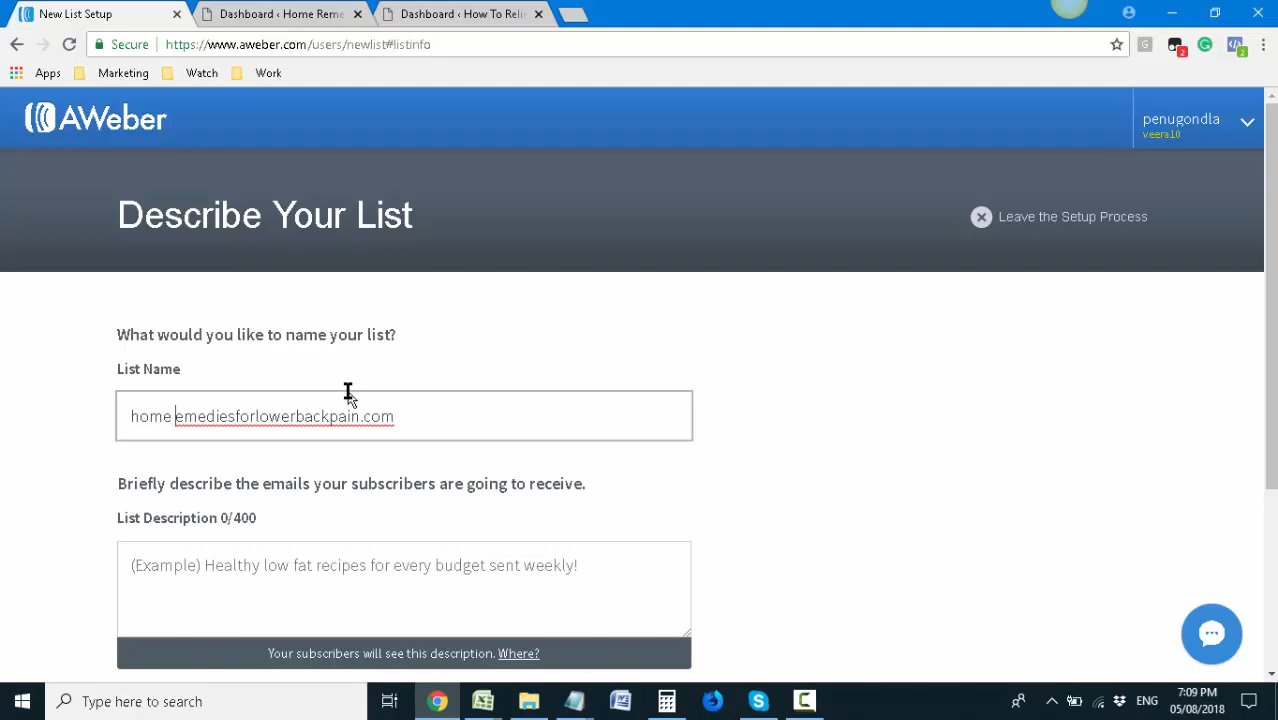 New List Setup
Dashboard ‹ Home Reme
Dashboard ‹ How To Reli
Secure
https://www.aweber.com/users/newlist#listinfo
G
2
2
Apps
Marketing
Watch
Work
AWeber
penugondla
veera10
Describe Your List
Leave the Setup Process
What would you like to name your list?
List Name
home emediesforlowerbackpain.com
Briefly describe the emails your subscribers are going to receive.
List Description 0/400
(Example) Healthy low fat recipes for every budget sent weekly!
Your subscribers will see this description. Where?
Type here to search
ENG
7:09 PM
05/08/2018